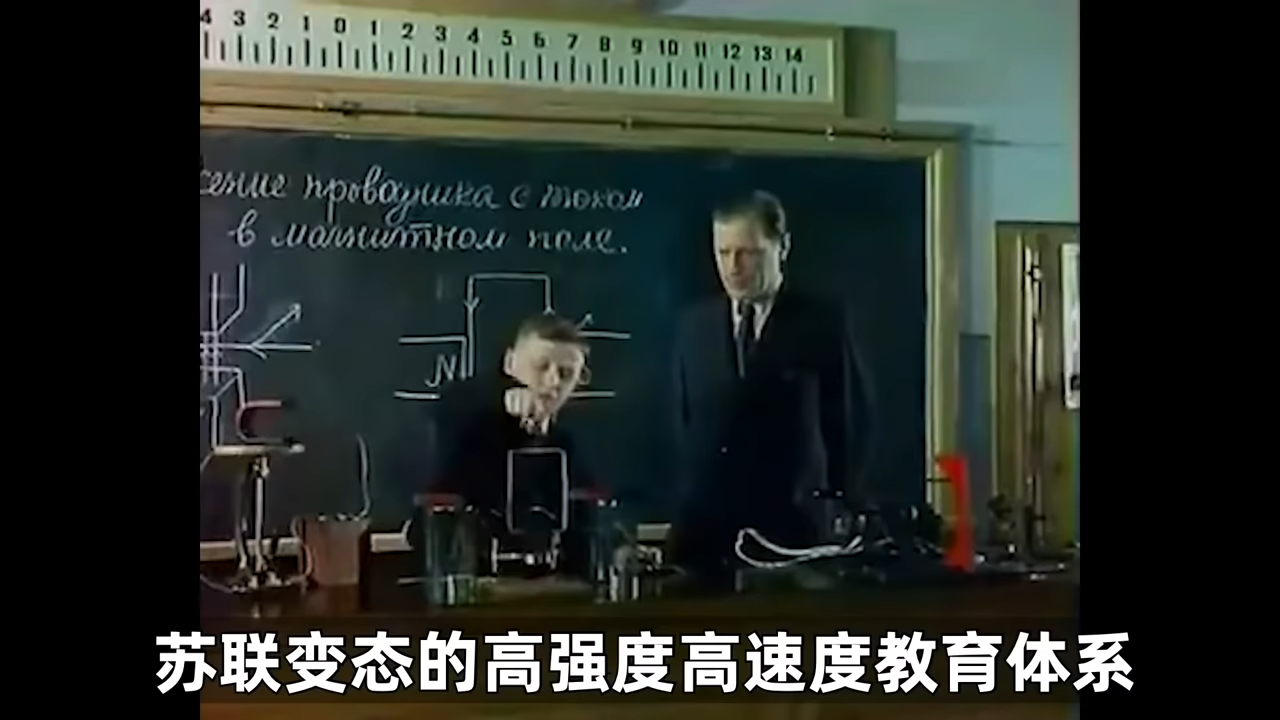 4 3 2 1 0 1 2 3 4 5 6 7 8 9 10 11 12 13 14
проводника с током
в магнитном поле.
N
苏联变态的高强度高速度教育体系